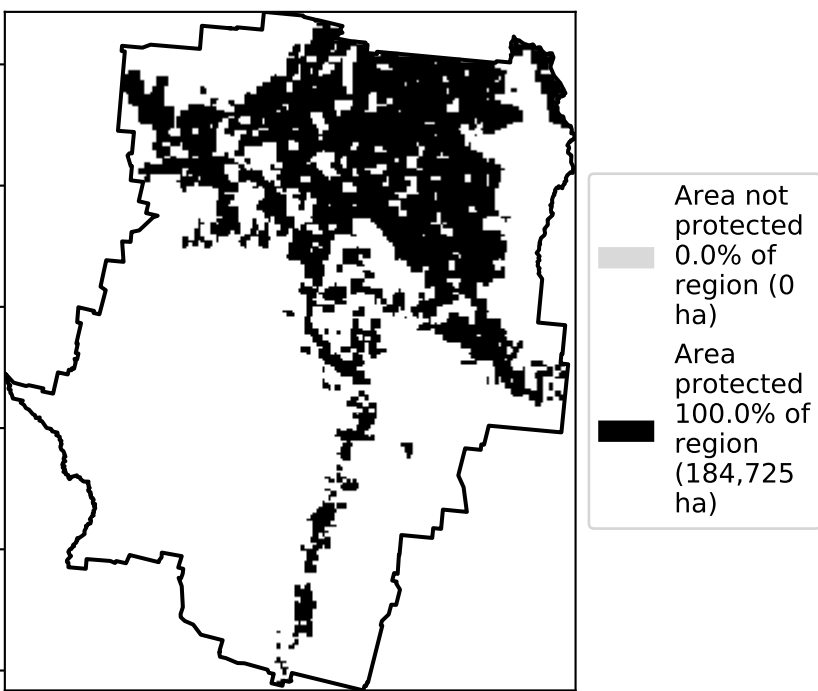 Area not
protected
0.0% of
region (0
ha)
Area
protected
100.0% of
region
(184,725
ha)